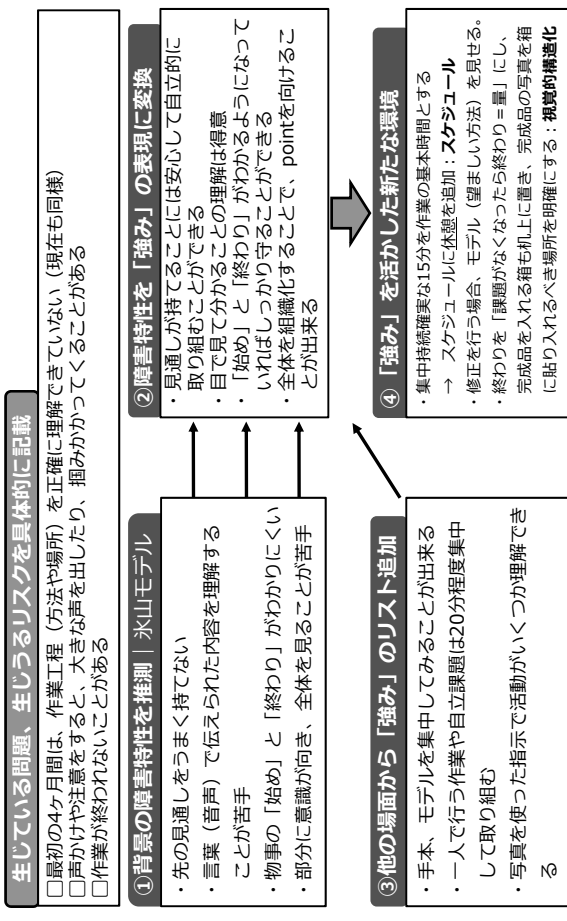 生じている問題、生じうるリスクを具体的に記載
□最初の4ヶ月間は、作業工程（方法や場所）を正確に理解できていない（現在も同様）
□声かけや注意をすると、大きな声を出したり、掴みかかってくることがある
□作業が終われないことがある
①背景の障害特性を推測｜氷山モデル
・先の見通しをうまく持てない
・言葉（音声）で伝えられた内容を理解する
ことが苦手
・物事の「始め」と「終わり」がわかりにくい
・部分に意識が向き、全体を見ることが苦手
②障害特性を「強み」の表現に変換
・見通しが持てることには安心して自立的に
取り組むことができる
・目で見て分かることの理解は得意
・「始め」と「終わり」がわかるようになって
いればしっかり守ることができる
・全体を組織化することで、pointを向けるこ
とが出来る
③他の場面から「強み」のリスト追加
・手本、モデルを集中してみることが出来る
・一人で行う作業や自立課題は20分程度集中
して取り組む
・写真を使った指示で活動がいくつか理解でき
る
④「強み」を活かした新たな環境
・集中持続確実な15分を作業の基本時間とする
→ スケジュールに休憩を追加：スケジュール
・修正を行う場合、モデル（望ましい方法）を見せる。
・終わりを「課題がなくなったら終わり=量」にし、
完成品を入れる箱も机上に置き、完成品の写真を箱
に貼り入れるべき場所を明確にする：視覚的構造化